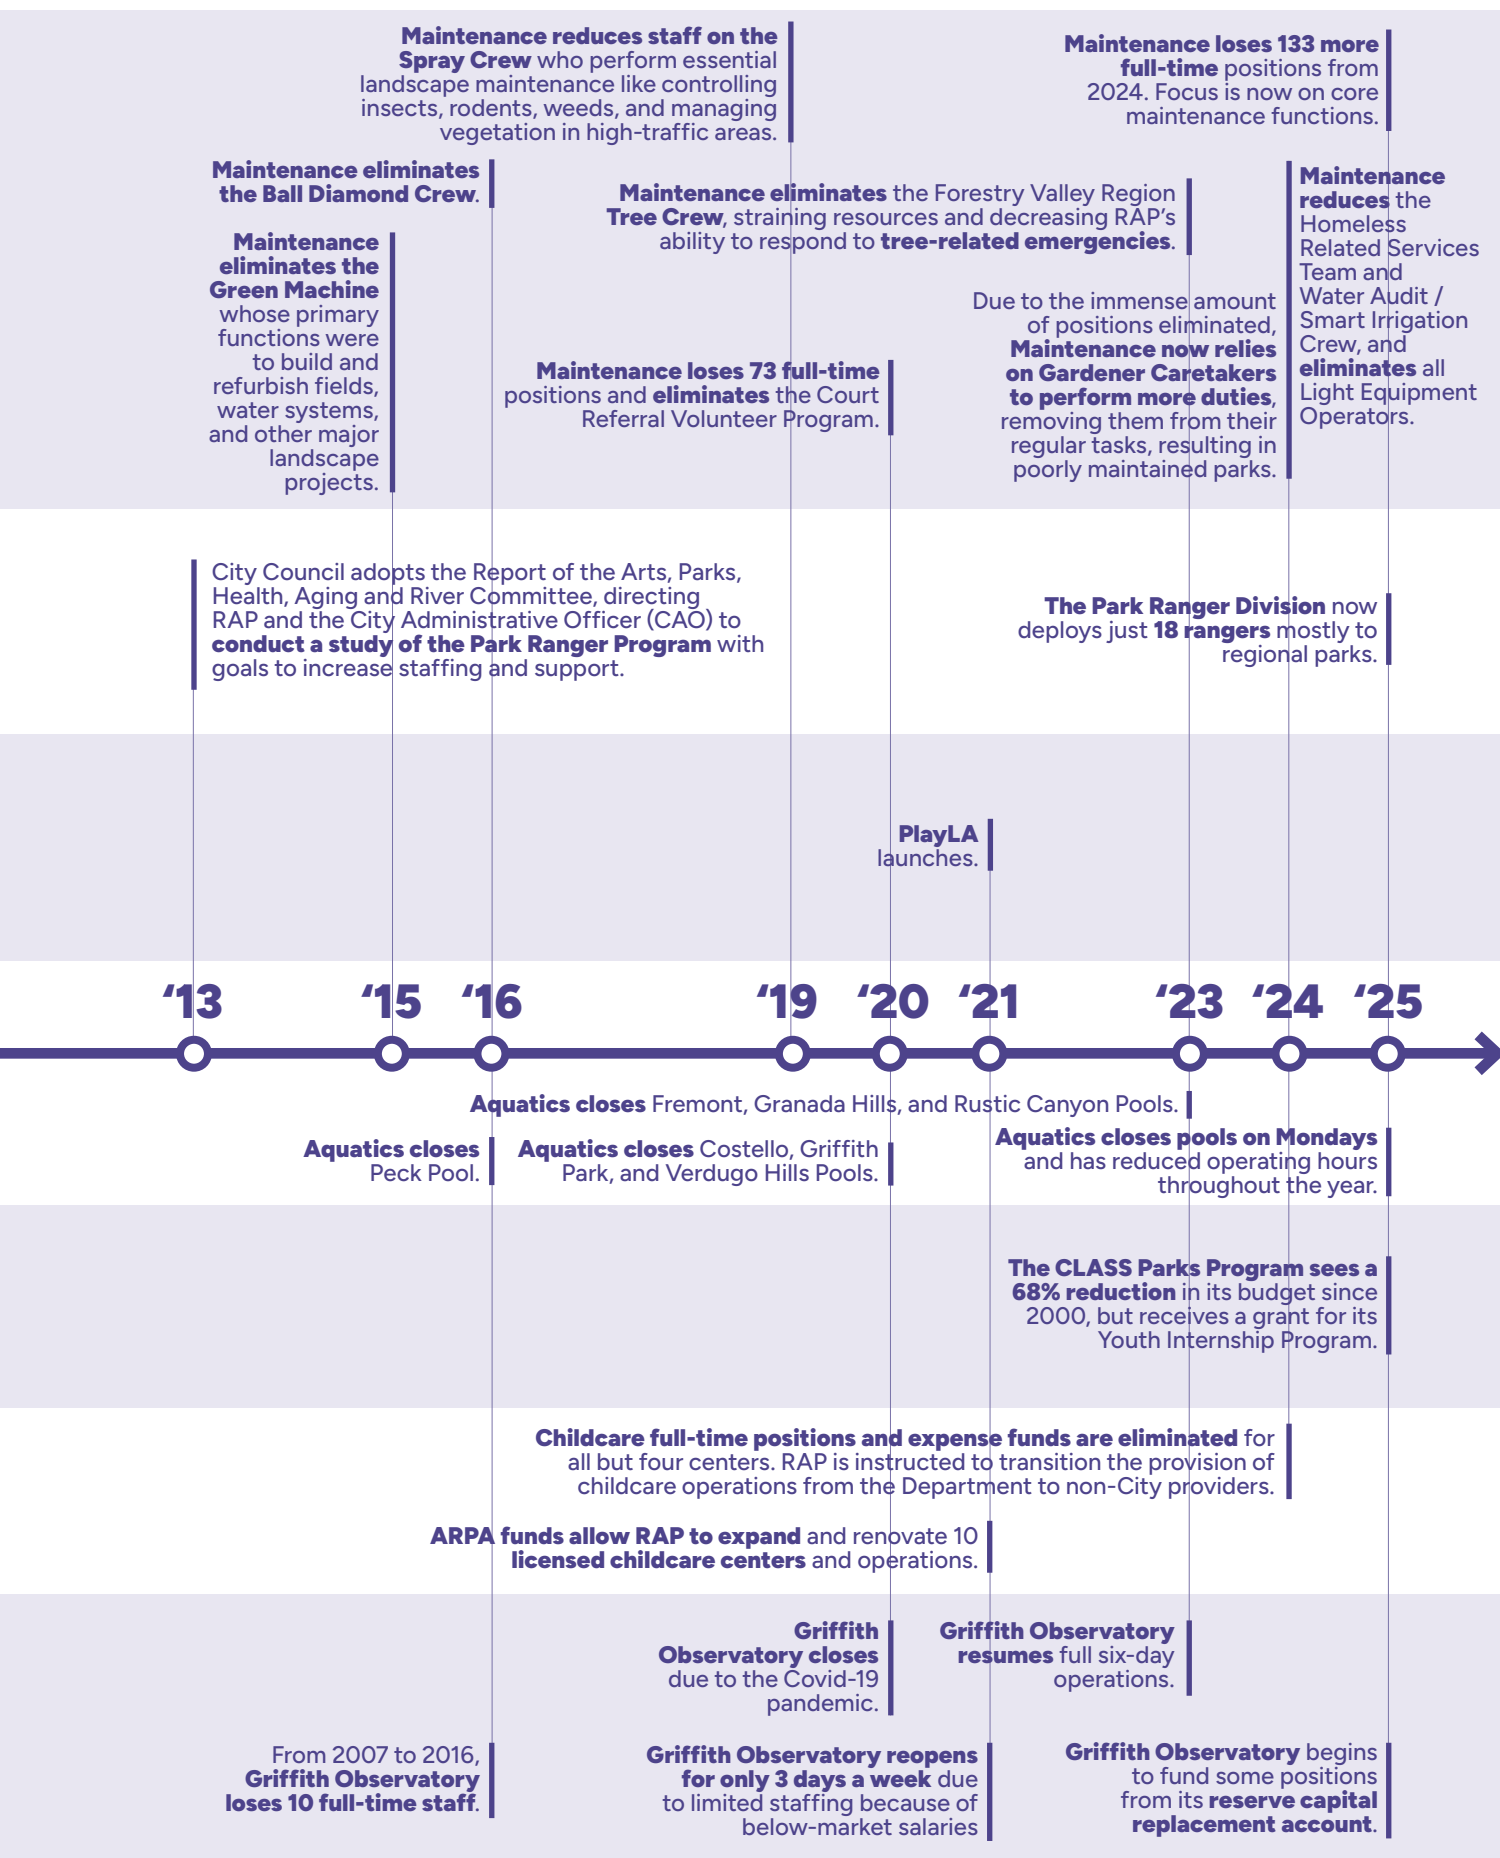 Maintenance reduces staff on the
Spray Crew who perform essential
landscape maintenance like controlling
insects, rodents, weeds, and managing
vegetation in high-traffic areas.
Maintenance loses 133 more
full-time positions from
2024. Focus is now on core
maintenance functions.
Maintenance eliminates
the Ball Diamond Crew.
Maintenance eliminates the Forestry Valley Region
Tree Crew, straining resources and decreasing RAP's
ability to respond to tree-related emergencies.
Maintenance
reduces the
Homeless
Related Services
Team and
Water Audit /
Smart Irrigation
Crew, and
eliminates all
Light Equipment
Operators.
Maintenance
eliminates the
Green Machine
whose primary
functions were
to build and
refurbish fields,
water systems,
and other major
landscape
projects.
Due to the immense amount
of positions eliminated,
Maintenance now relies
on Gardener Caretakers
to perform more duties,
removing them from their
regular tasks, resulting in
poorly maintained parks.
Maintenance loses 73 full-time
positions and eliminates the Court
Referral Volunteer Program.
City Council adopts the Report of the Arts, Parks,
Health, Aging and River Committee, directing
RAP and the City Administrative Officer (CAO) to
conduct a study of the Park Ranger Program with
goals to increase staffing and support.
The Park Ranger Division now
deploys just 18 rangers mostly to
regional parks.
PlayLA
launches.
‘13 ‘15 ‘16 ‘19 ‘20 ‘21 ‘23 ‘24 ‘25
Aquatics closes Fremont, Granada Hills, and Rustic Canyon Pools.
Aquatics closes
Peck Pool.
Aquatics closes Costello, Griffith
Park, and Verdugo Hills Pools.
Aquatics closes pools on Mondays
and has reduced operating hours
throughout the year.
The CLASS Parks Program sees a
68% reduction in its budget since
2000, but receives a grant for its
Youth Internship Program.
Childcare full-time positions and expense funds are eliminated for
all but four centers. RAP is instructed to transition the provision of
childcare operations from the Department to non-City providers.
ARPA funds allow RAP to expand and renovate 10
licensed childcare centers and operations.
Griffith
Observatory closes
due to the Covid-19
pandemic.
Griffith Observatory
resumes full six-day
operations.
From 2007 to 2016,
Griffith Observatory
loses 10 full-time staff.
Griffith Observatory reopens
for only 3 days a week due
to limited staffing because of
below-market salaries
Griffith Observatory begins
to fund some positions
from its reserve capital
replacement account.